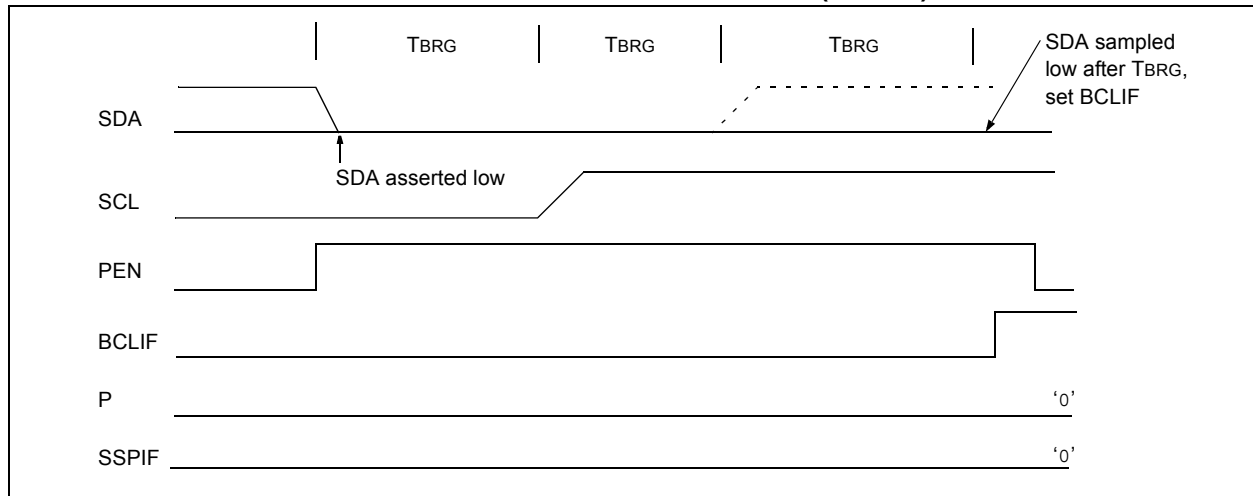 TBRG
TBRG
TBRG
SDA sampled
low after TBRG,
set BCLIF
SDA
SDA asserted low
SCL
PEN
BCLIF
P
‘0’
SSPIF
‘0’